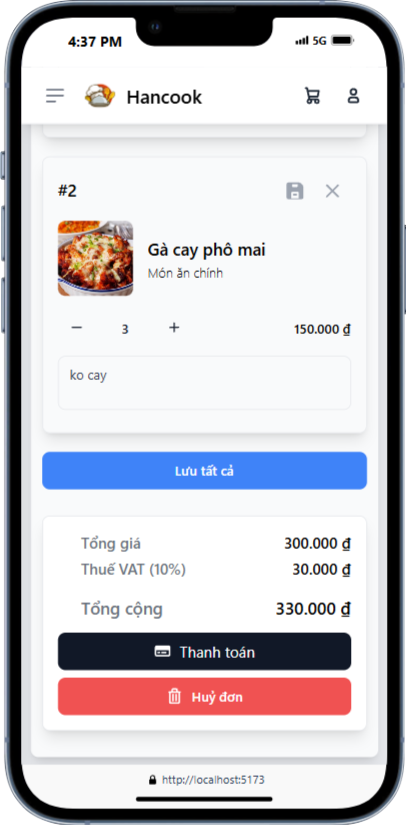 4:37 PM
5G
Hancook
#2
Gà cay phô mai
Món ăn chính
3
150.000 ₫
ko cay
Lưu tất cả
Tổng giá 300.000 ₫
Thuế VAT (10%) 30.000 ₫
Tổng cộng 330.000 ₫
Thanh toán
Huỷ đơn
http://localhost:5173